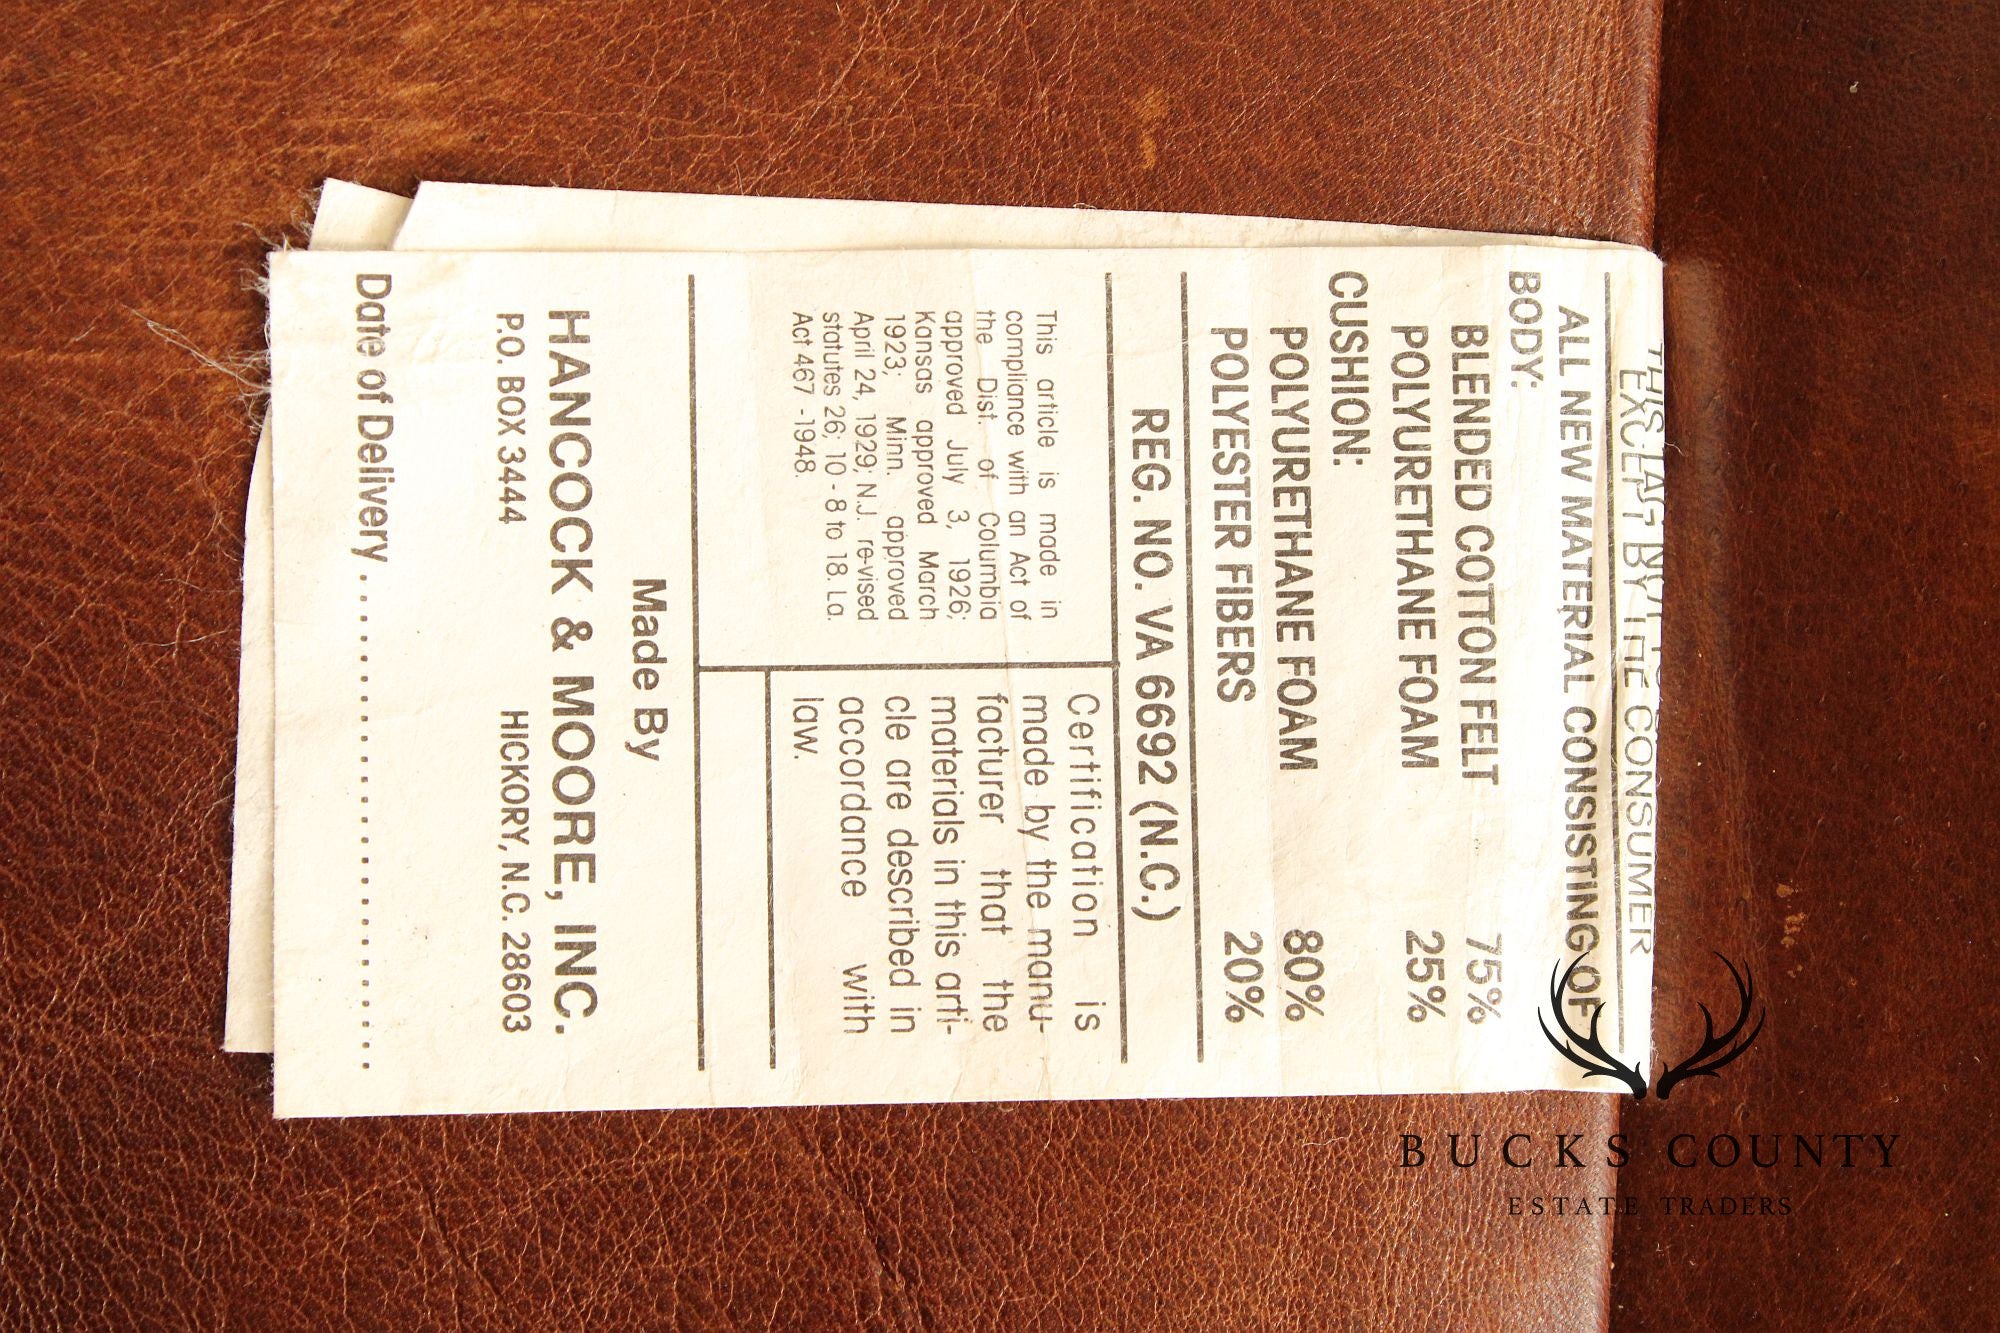 THIS TAG NOT TO
EXCEPT BY THE CONSUMER
ALL NEW MATERIAL CONSISTING OF
BODY:
BLENDED COTTON FELT 75%
POLYURETHANE FOAM 25%
CUSHION:
POLYURETHANE FOAM 80%
POLYESTER FIBERS 20%
REG. NO. VA 6692 (N.C.)
This article is made in
compliance with an Act of
the Dist. of Columbia
approved July 3, 1926;
Kansas approved March
1923; Minn. approved
April 24, 1929; N.J. re-vised
statutes 26; 10 - 8 to 18. La.
Act 467 -1948.
Certification is
made by the manu-
facturer that the
materials in this arti-
cle are described in
accordance with
law.
Made By
HANCOCK & MOORE, INC.
P.O. BOX 3444 HICKORY, N.C. 28603
Date of Delivery ...........................
BUCKS COUNTY
ESTATE TRADERS